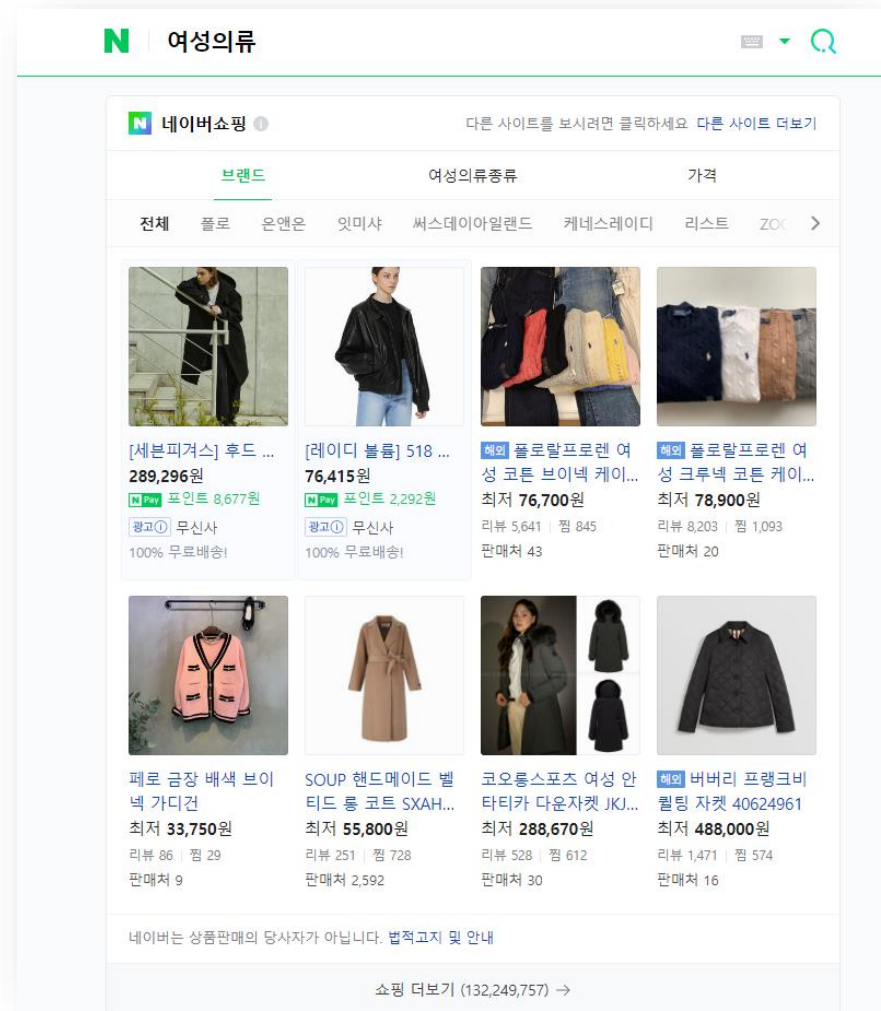 N 여성의류
N 네이버쇼핑 i 다른 사이트를 보시려면 클릭하세요 다른 사이트 더보기
브랜드 여성의류종류 가격
전체 폴로 온앤온 잇미샤 써스데이아일랜드 케네스레이디 리스트
[세븐피겨스] 후드 ...
289,296원
N Pay 포인트 8,677원
광고 무신사
100% 무료배송!
[레이디 볼륨] 518 ...
76,415원
N Pay 포인트 2,292원
광고 무신사
100% 무료배송!
해외 폴로랄프로렌 여
성 코튼 브이넥 케이...
최저 76,700원
리뷰 5,641 찜 845
판매처 43
해외 폴로랄프로렌 여
성 크루넥 코튼 케이...
최저 78,900원
리뷰 8,203 찜 1,093
판매처 20
페로 금장 배색 브이
넥 가디건
최저 33,750원
리뷰 86 찜 29
판매처 9
SOUP 핸드메이드 벨
티드 롱 코트 SXAH...
최저 55,800원
리뷰 251 찜 728
판매처 2,592
코오롱스포츠 여성 안
타티카 다운자켓 JKJ...
최저 288,670원
리뷰 528 찜 612
판매처 30
해외 버버리 프랭크비
퀼팅 자켓 40624961
최저 488,000원
리뷰 1,471 찜 574
판매처 16
네이버는 상품판매의 당사자가 아닙니다. 법적고지 및 안내
쇼핑 더보기 (132,249,757) →